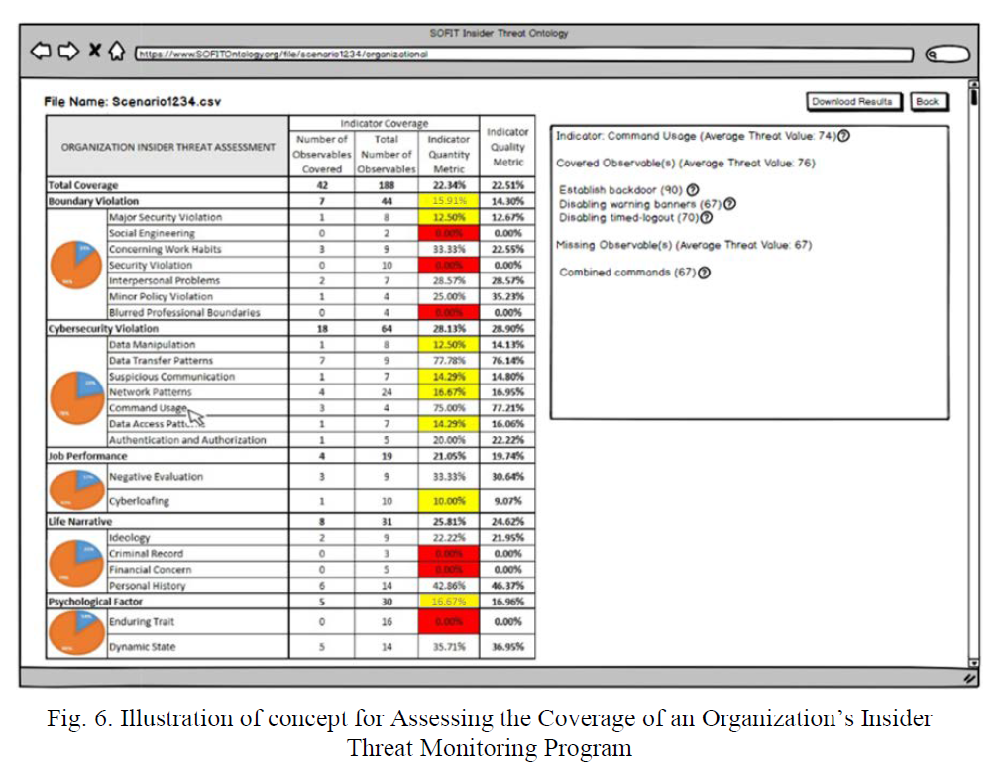 SOFIT Insider Threat Ontology
https://www.SOFITOntology.org/file/scenario1234/organizational
File Name: Scenario1234.csv
Download Results Back
ORGANIZATION INSIDER THREAT ASSESSMENT
Indicator Coverage
Number of Observables Covered
Total Number of Observables
Indicator Quantity Metric
Indicator Quality Metric
Total Coverage 42 188 22.34% 22.51%
Boundary Violation 7 44 15.91% 14.30%
Major Security Violation 1 8 12.50% 12.67%
Social Engineering 0 2 0.00% 0.00%
Concerning Work Habits 3 9 33.33% 22.55%
Security Violation 0 10 0.00% 0.00%
Interpersonal Problems 2 7 28.57% 28.57%
Minor Policy Violation 1 4 25.00% 35.23%
Blurred Professional Boundaries 0 4 0.00% 0.00%
Cybersecurity Violation 18 64 28.13% 28.90%
Data Manipulation 1 8 12.50% 14.13%
Data Transfer Patterns 7 9 77.78% 76.14%
Suspicious Communication 1 7 14.29% 14.80%
Network Patterns 4 24 16.67% 16.95%
Command Usage 3 4 75.00% 77.21%
Data Access 1 7 14.29% 16.06%
Authentication and Authorization 1 5 20.00% 22.22%
Job Performance 4 19 21.05% 19.74%
Negative Evaluation 3 9 33.33% 30.64%
Cyberloafing 1 10 10.00% 9.07%
Life Narrative 8 31 25.81% 24.62%
Ideology 2 9 22.22% 21.95%
Criminal Record 0 3 0.00% 0.00%
Financial Concern 0 5 0.00% 0.00%
Personal History 6 14 42.86% 46.37%
Psychological Factor 5 30 16.67% 16.96%
Enduring Trait 0 16 0.00% 0.00%
Dynamic State 5 14 35.71% 36.95%
Indicator: Command Usage (Average Threat Value: 74)?
Covered Observable(s) (Average Threat Value: 76)
Establish backdoor (90) ?
Disabling warning banners (67)?
Disabling timed-logout (70)?
Missing Observable(s) (Average Threat Value: 67)
Combined commands (67)?
Fig. 6. Illustration of concept for Assessing the Coverage of an Organization’s Insider
Threat Monitoring Program